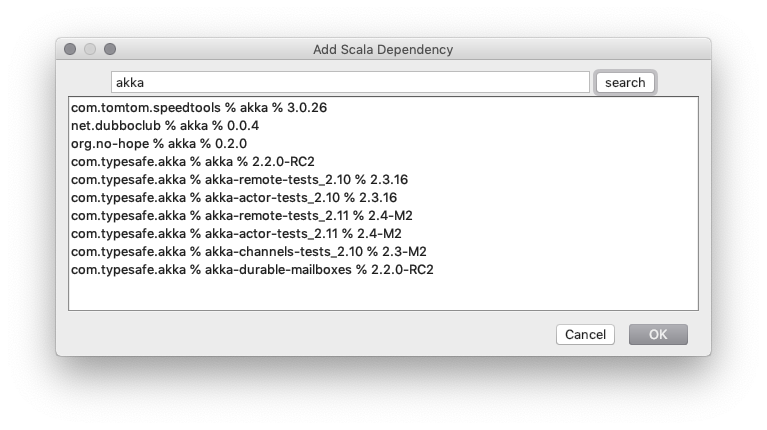 Add Scala Dependency
akka
search
com.tomtom.speedtools % akka % 3.0.26
net.dubboclub % akka % 0.0.4
org.no-hope % akka % 0.2.0
com.typesafe.akka % akka % 2.2.0-RC2
com.typesafe.akka % akka-remote-tests_2.10 % 2.3.16
com.typesafe.akka % akka-actor-tests_2.10 % 2.3.16
com.typesafe.akka % akka-remote-tests_2.11 % 2.4-M2
com.typesafe.akka % akka-actor-tests_2.11 % 2.4-M2
com.typesafe.akka % akka-channels-tests_2.10 % 2.3-M2
com.typesafe.akka % akka-durable-mailboxes % 2.2.0-RC2
Cancel
OK